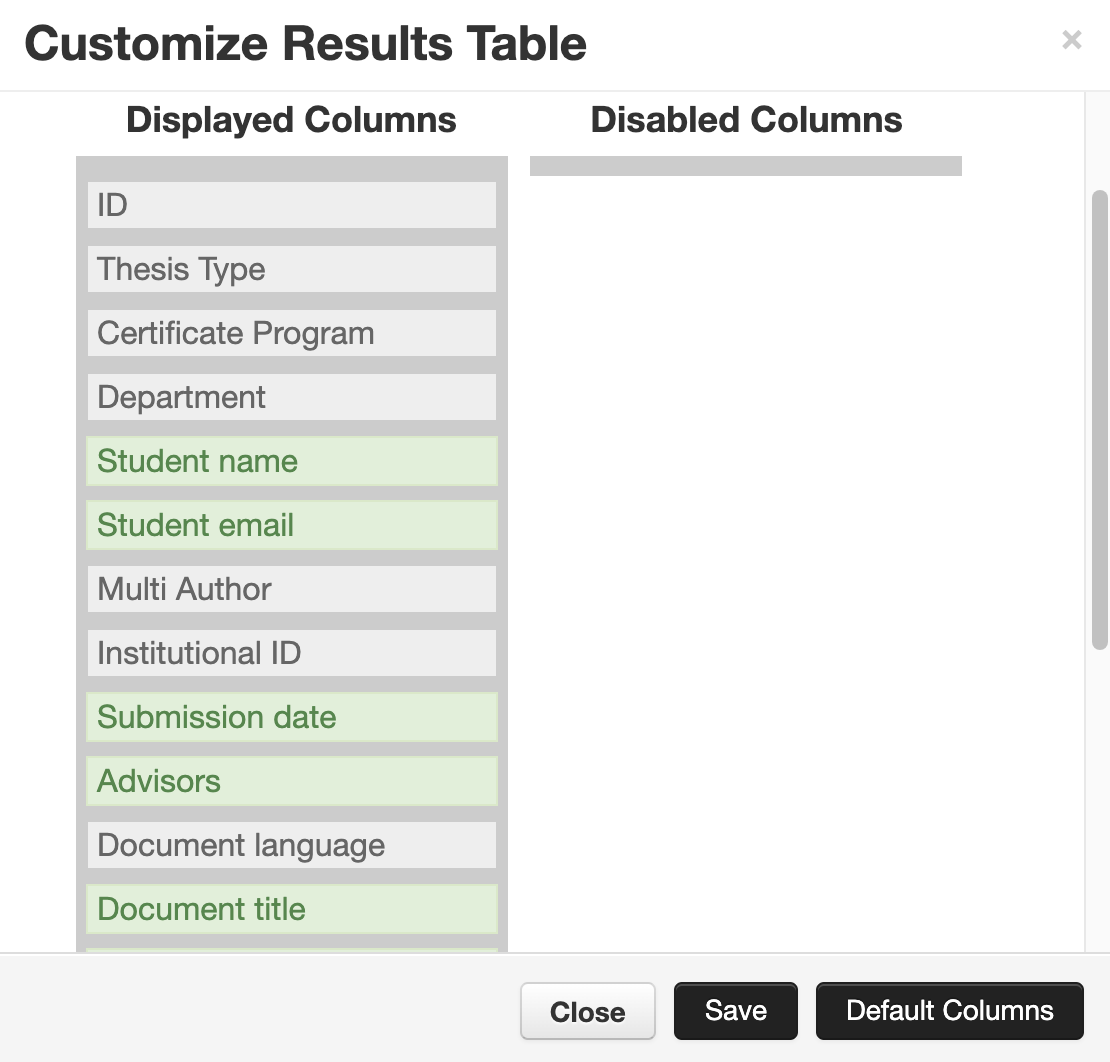 Customize Results Table
×
Displayed Columns
Disabled Columns
ID
Thesis Type
Certificate Program
Department
Student name
Student email
Multi Author
Institutional ID
Submission date
Advisors
Document language
Document title
Close
Save
Default Columns